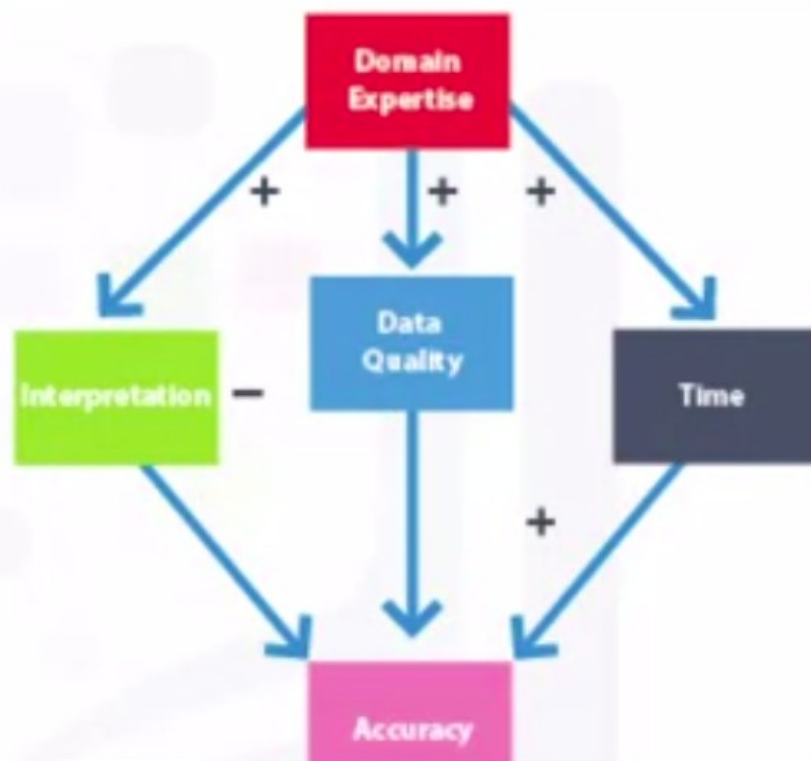 Domain
Expertise
+
+
+
Data
Quality
Interpretation
−
Time
+
Accuracy